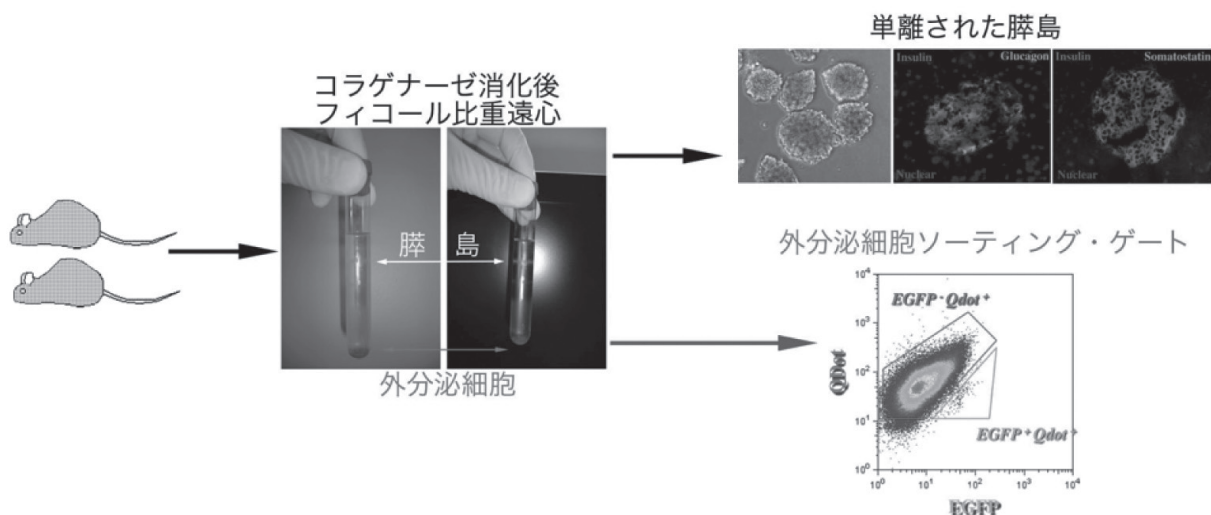 単離された膵島
コラゲナーゼ消化後
フィコール比重遠心
Insulin
Glucagon
Nuclear
Insulin
Somatostatin
Nuclear
膵 島
外分泌細胞
外分泌細胞ソーティング・ゲート
10⁴
10³
10²
10¹
10⁰
QDot
EGFP⁻Qdot⁺
EGFP⁺Qdot⁺
10⁰ 10¹ 10² 10³ 10⁴
EGFP